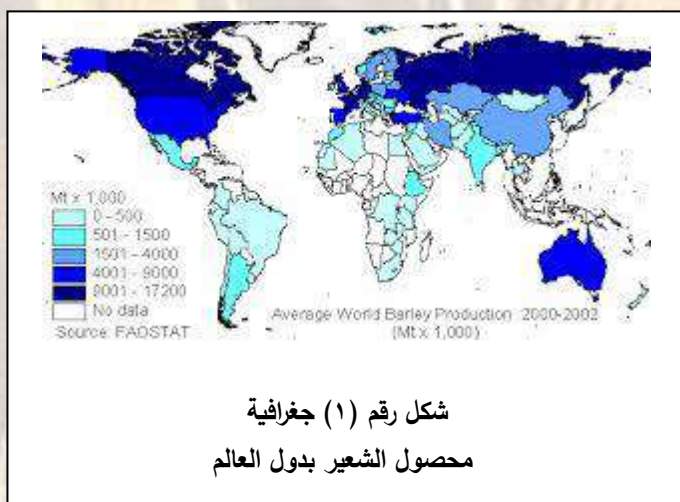 Mt x 1,000
0 - 500
501 - 1500
1501 - 4000
4001 - 9000
9001 - 17200
No data
Source: FAOSTAT
Average World Barley Production 2000-2002
(Mt x 1,000)
شكل رقم (١) جغرافية
محصول الشعير بدول العالم